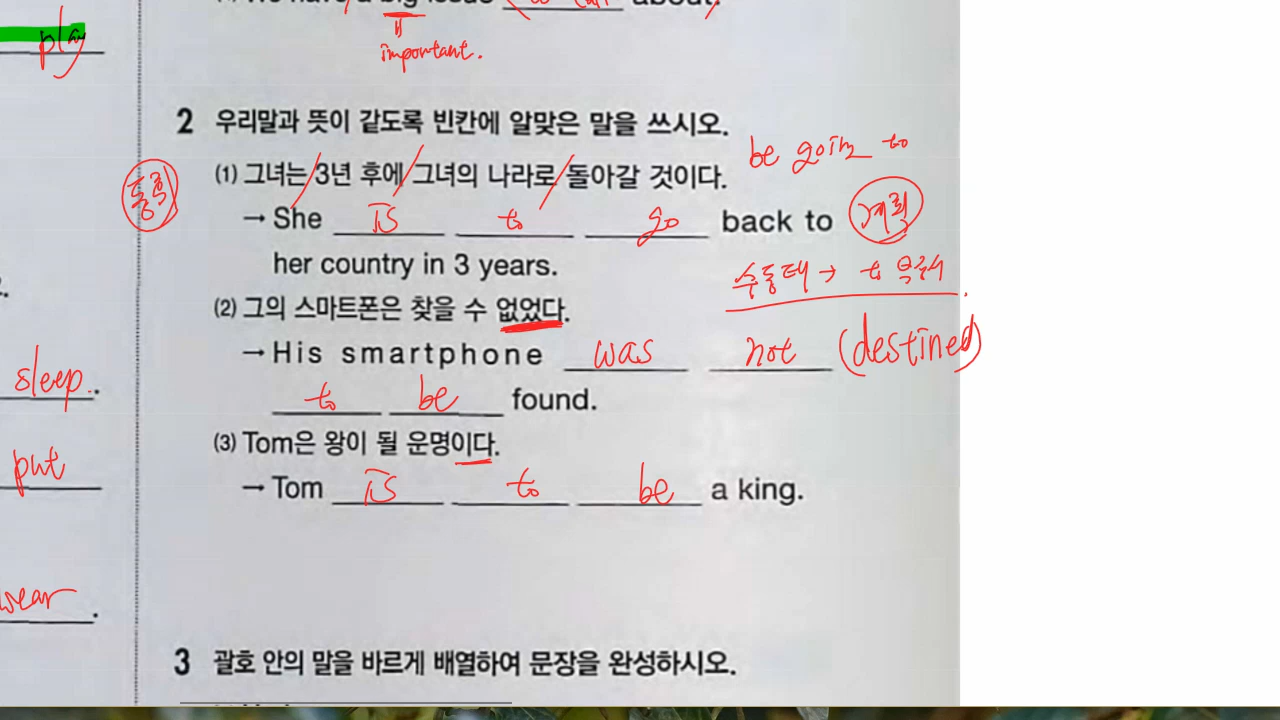 play
We have a big issue about.
important.
2 우리말과 뜻이 같도록 빈칸에 알맞은 말을 쓰시오.
be going to
(1) 그녀는 3년 후에 그녀의 나라로 돌아갈 것이다.
→ She is to go back to
계획
her country in 3 years.
수동태 →
(2) 그의 스마트폰은 찾을 수 없었다.
→ His smartphone was not (destined)
to be found.
(3) Tom은 왕이 될 운명이다.
→ Tom is to be a king.
sleep.
put
wear.
3 괄호 안의 말을 바르게 배열하여 문장을 완성하시오.